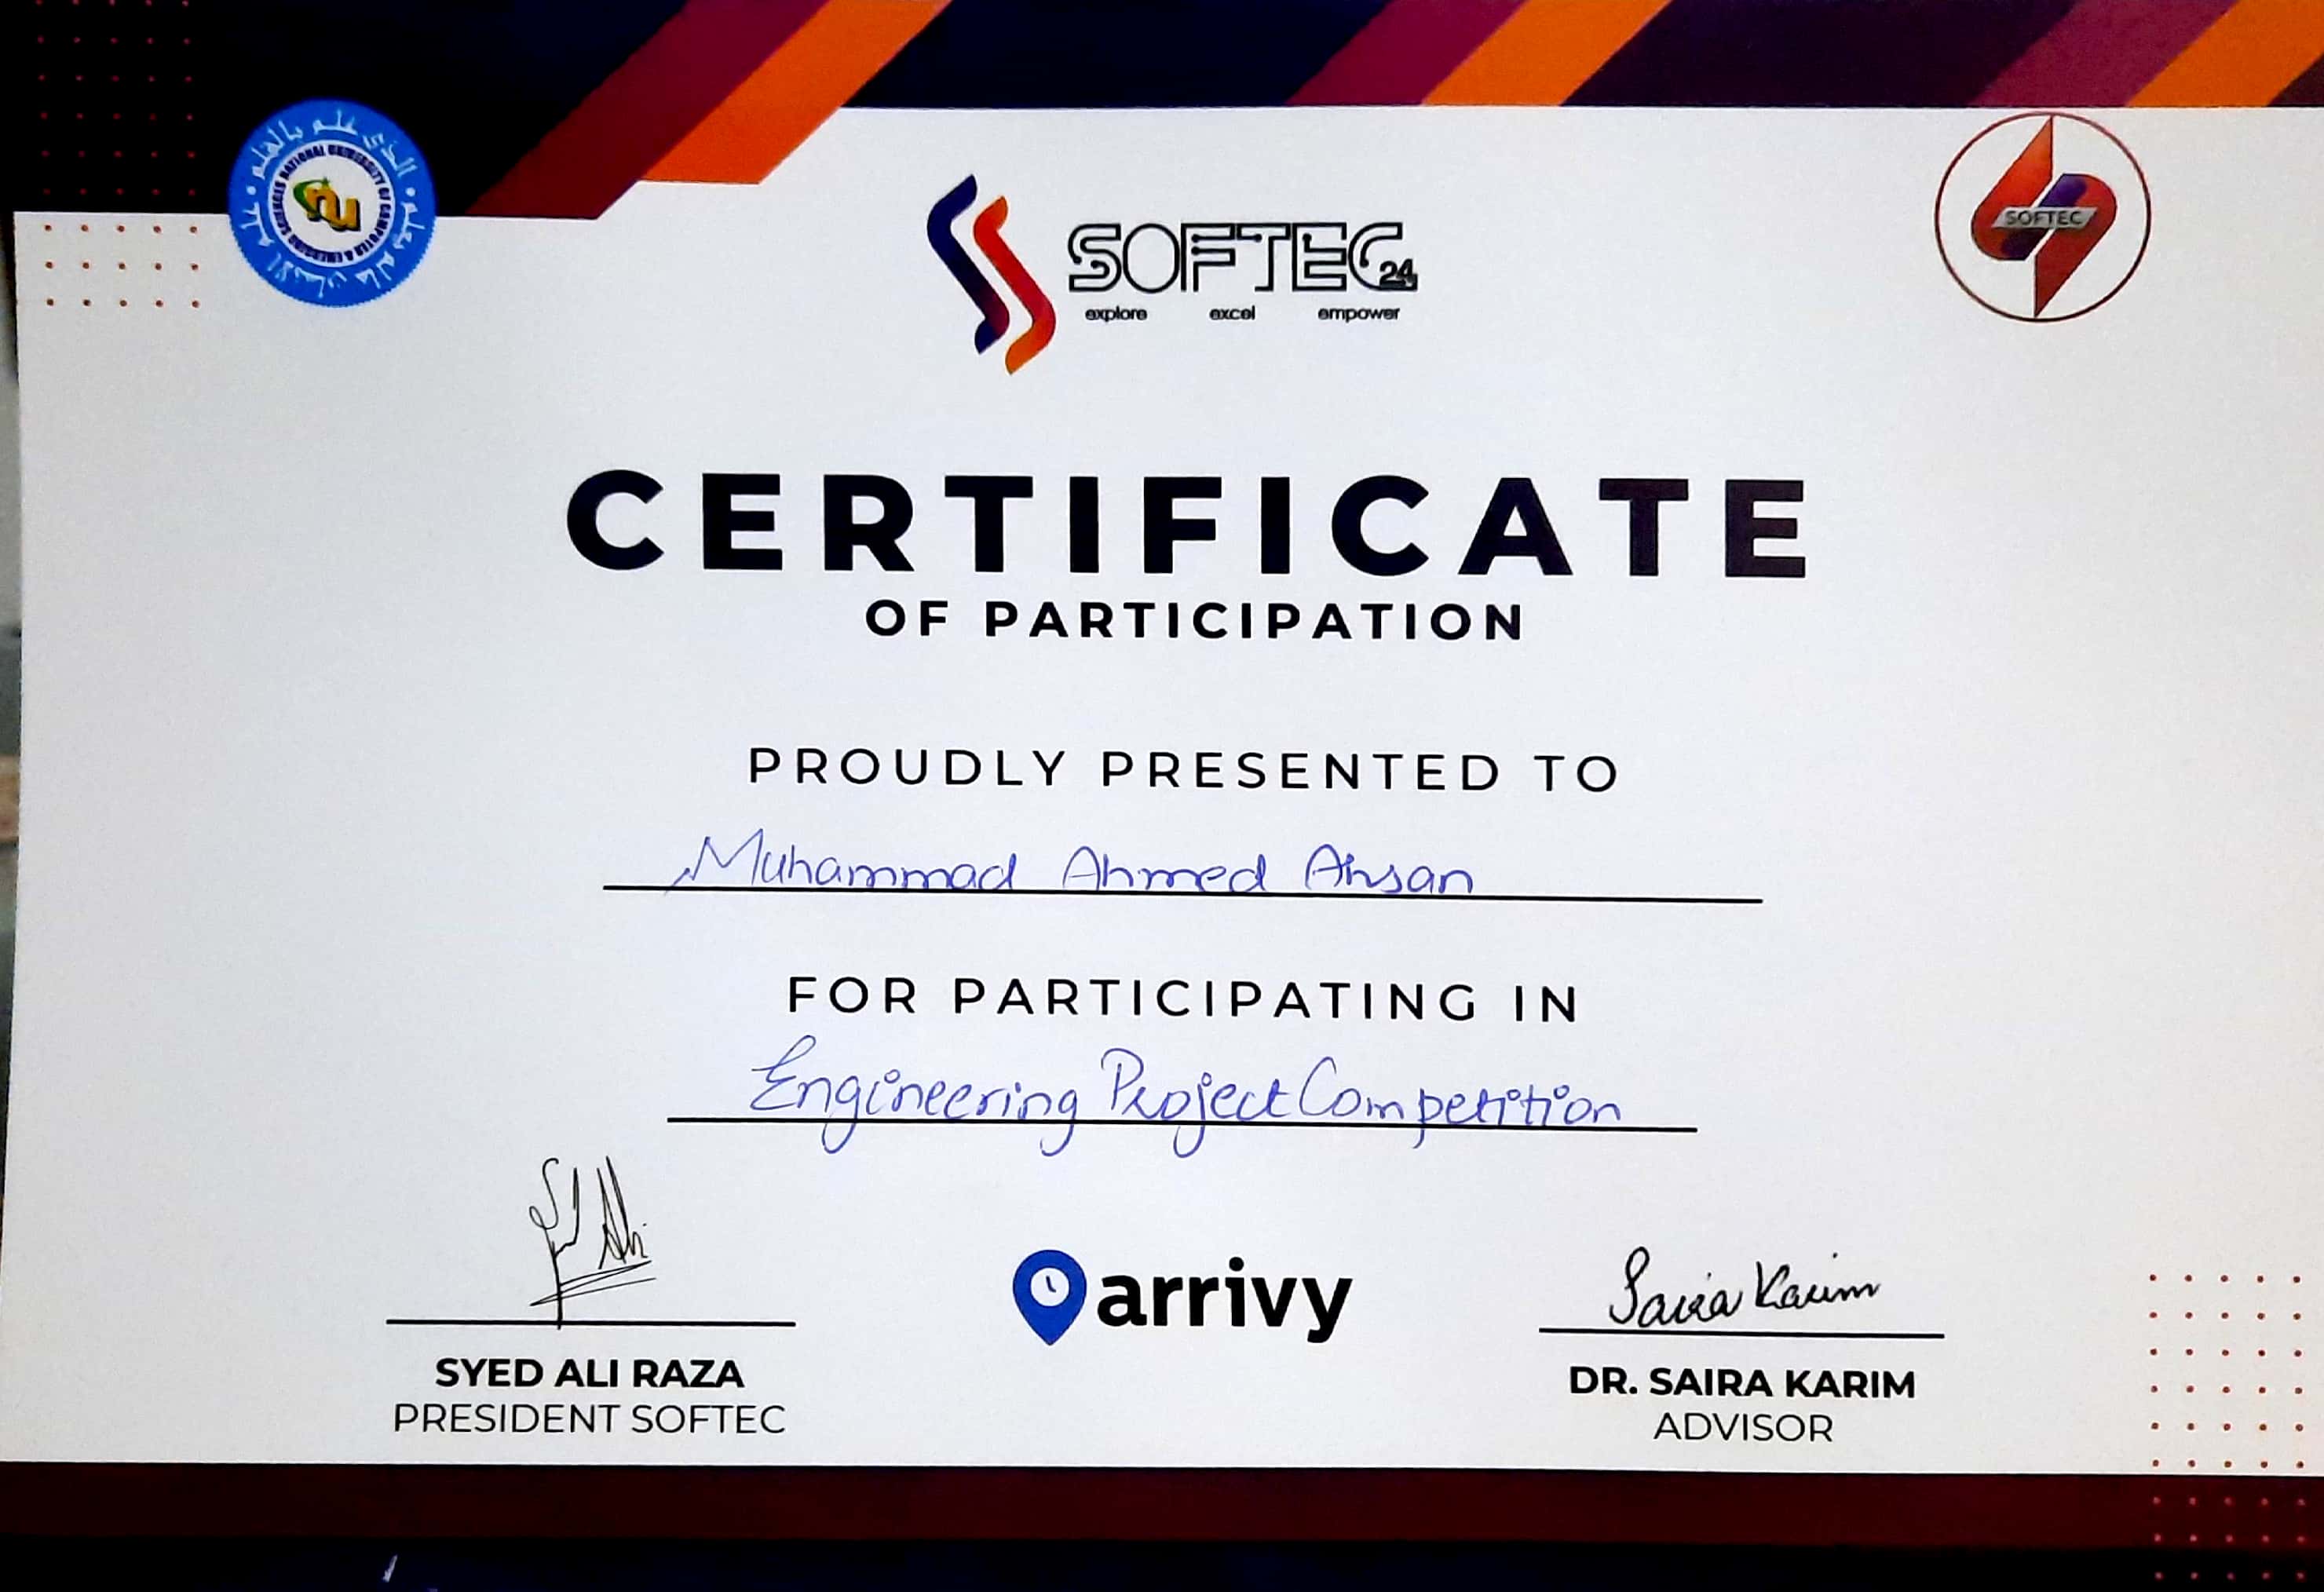 NATIONAL UNIVERSITY OF COMPUTER & EMERGING SCIENCES
nu
SOFTEC 24
explore excel empower
SOFTEC
CERTIFICATE
OF PARTICIPATION
PROUDLY PRESENTED TO
Muhammad Ahmed Ahsan
FOR PARTICIPATING IN
Engineering Project Competition
Saira Karim
arrivy
SYED ALI RAZA
PRESIDENT SOFTEC
DR. SAIRA KARIM
ADVISOR